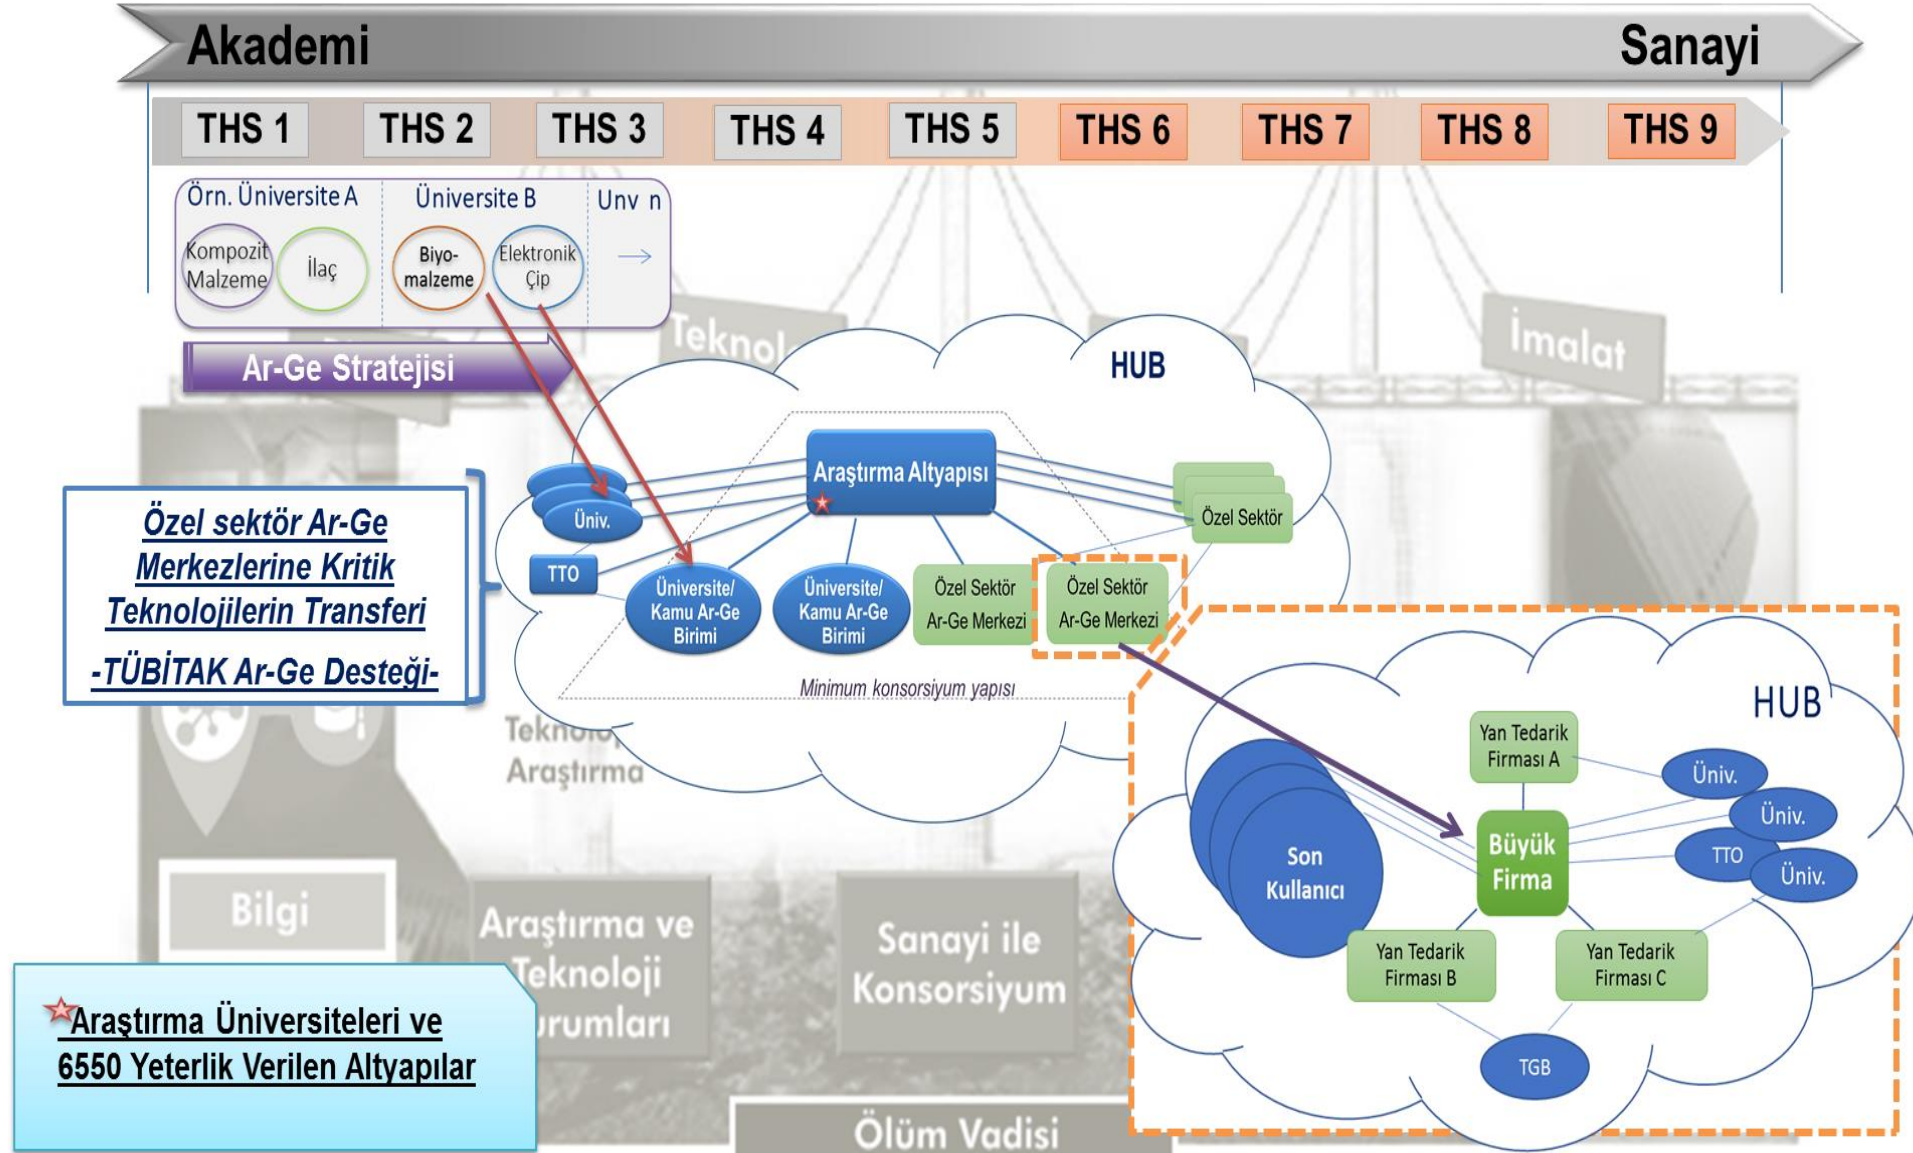 Akademi
Sanayi
THS 1
THS 2
THS 3
THS 4
THS 5
THS 6
THS 7
THS 8
THS 9
Örn. Üniversite A
Üniversite B
Unv n
Kompozit
Malzeme
İlaç
Biyo-
malzeme
Elektronik
Çip
Ar-Ge Stratejisi
İmalat
HUB
Araştırma Altyapısı
Üniv.
TTO
Özel Sektör
Üniversite/
Kamu Ar-Ge
Birimi
Üniversite/
Kamu Ar-Ge
Birimi
Özel Sektör
Ar-Ge Merkezi
Özel Sektör
Ar-Ge Merkezi
Minimum konsorsiyum yapısı
Özel sektör Ar-Ge
Merkezlerine Kritik
Teknolojilerin Transferi
-TÜBİTAK Ar-Ge Desteği-
Araştırma
HUB
Yan Tedarik
Firması A
Üniv.
Üniv.
TTO
Üniv.
Büyük
Firma
Son
Kullanıcı
Yan Tedarik
Firması B
Yan Tedarik
Firması C
TGB
Bilgi
Araştırma ve
Teknoloji
Sanayi ile
Konsorsiyum
Ölüm Vadisi
Araştırma Üniversiteleri ve
6550 Yeterlik Verilen Altyapılar